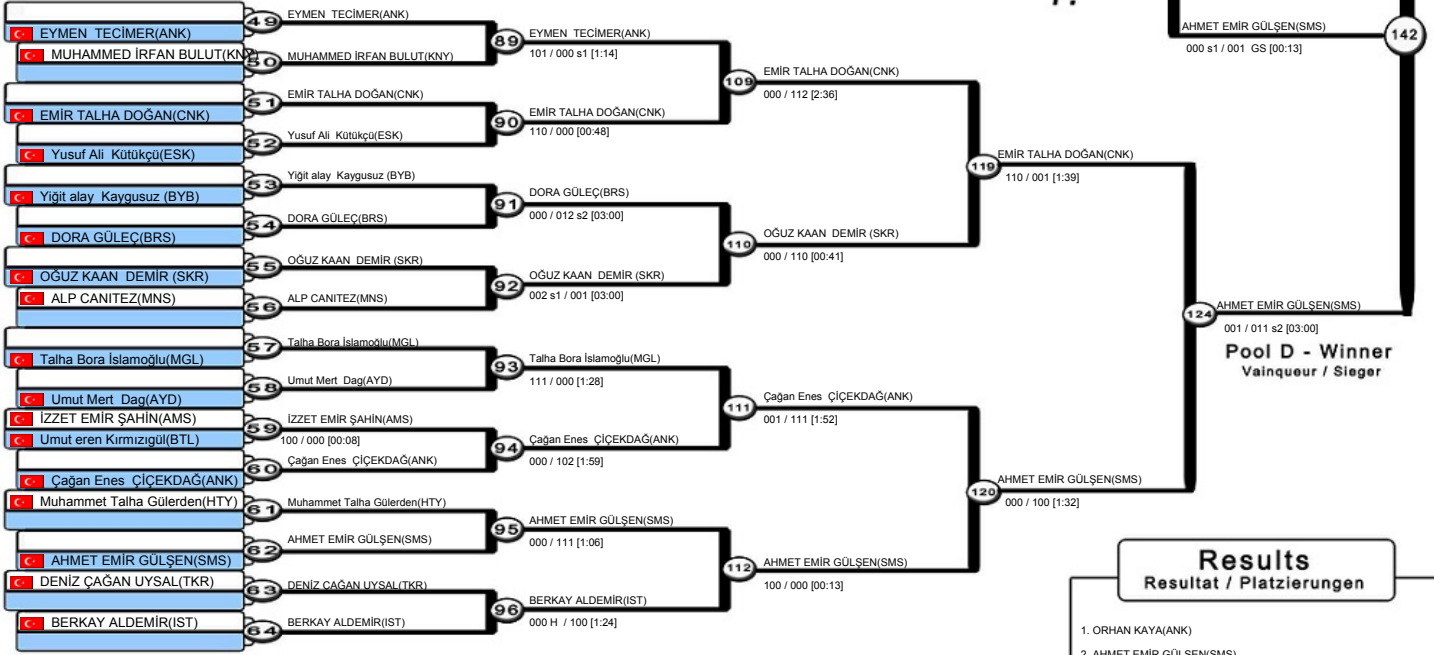 EYMEN TECİMER(ANK)
MUHAMMED İRFAN BULUT(KNY)
EMİR TALHA DOĞAN(CNK)
Yusuf Ali Kütükçü(ESK)
Yiğit alay Kaygusuz (BYB)
DORA GÜLEÇ(BRS)
OĞUZ KAAN DEMİR (SKR)
ALP CANITEZ(MNS)
Talha Bora İslamoğlu(MGL)
Umut Mert Dag(AYD)
İZZET EMİR ŞAHİN(AMS)
Umut eren Kırmızıgül(BTL)
Çağan Enes ÇİÇEKDAĞ(ANK)
Muhammet Talha Gülerden(HTY)
AHMET EMİR GÜLŞEN(SMS)
DENİZ ÇAĞAN UYSAL(TKR)
BERKAY ALDEMİR(IST)
49 EYMEN TECİMER(ANK)
50 MUHAMMED İRFAN BULUT(KNY)
51 EMİR TALHA DOĞAN(CNK)
52 Yusuf Ali Kütükçü(ESK)
53 Yiğit alay Kaygusuz (BYB)
54 DORA GÜLEÇ(BRS)
55 OĞUZ KAAN DEMİR (SKR)
56 ALP CANITEZ(MNS)
57 Talha Bora İslamoğlu(MGL)
58 Umut Mert Dag(AYD)
59 İZZET EMİR ŞAHİN(AMS)
100 / 000 [00:08]
60 Çağan Enes ÇİÇEKDAĞ(ANK)
61 Muhammet Talha Gülerden(HTY)
62 AHMET EMİR GÜLŞEN(SMS)
63 DENİZ ÇAĞAN UYSAL(TKR)
64 BERKAY ALDEMİR(IST)
89 EYMEN TECİMER(ANK)
101 / 000 s1 [1:14]
90 EMİR TALHA DOĞAN(CNK)
110 / 000 [00:48]
91 DORA GÜLEÇ(BRS)
000 / 012 s2 [03:00]
92 OĞUZ KAAN DEMİR (SKR)
002 s1 / 001 [03:00]
93 Talha Bora İslamoğlu(MGL)
111 / 000 [1:28]
94 Çağan Enes ÇİÇEKDAĞ(ANK)
000 / 102 [1:59]
95 AHMET EMİR GÜLŞEN(SMS)
000 / 111 [1:06]
96 BERKAY ALDEMİR(IST)
000 H / 100 [1:24]
109 EMİR TALHA DOĞAN(CNK)
000 / 112 [2:36]
110 OĞUZ KAAN DEMİR (SKR)
000 / 110 [00:41]
111 Çağan Enes ÇİÇEKDAĞ(ANK)
001 / 111 [1:52]
112 AHMET EMİR GÜLŞEN(SMS)
100 / 000 [00:13]
119 EMİR TALHA DOĞAN(CNK)
110 / 001 [1:39]
120 AHMET EMİR GÜLŞEN(SMS)
000 / 100 [1:32]
124 AHMET EMİR GÜLŞEN(SMS)
001 / 011 s2 [03:00]
Pool D - Winner
Vainqueur / Sieger
AHMET EMİR GÜLŞEN(SMS) 142
000 s1 / 001 GS [00:13]
Results
Resultat / Platzierungen
1. ORHAN KAYA(ANK)
2. AHMET EMİR GÜLŞEN(SMS)